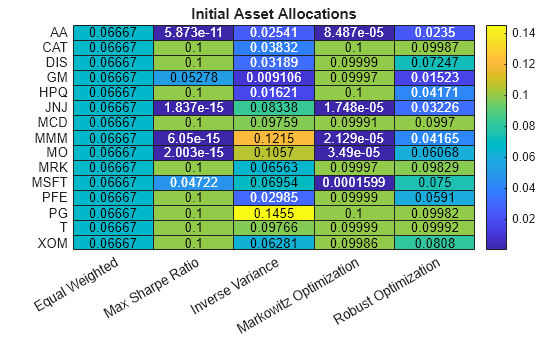 Initial Asset Allocations
AA 0.06667 5.873e-11 0.02541 8.487e-05 0.0235 0.14
CAT 0.06667 0.1 0.03832 0.1 0.09987
DIS 0.06667 0.1 0.03189 0.09999 0.07247 0.12
GM 0.06667 0.05278 0.009106 0.09997 0.01523
HPQ 0.06667 0.1 0.01621 0.1 0.04171 0.1
JNJ 0.06667 1.837e-15 0.08338 1.748e-05 0.03226
MCD 0.06667 0.1 0.09759 0.09991 0.0997 0.08
MMM 0.06667 6.05e-15 0.1215 2.129e-05 0.04165
MO 0.06667 2.003e-15 0.1057 3.49e-05 0.06068 0.06
MRK 0.06667 0.1 0.06563 0.09997 0.09829
MSFT 0.06667 0.04722 0.06954 0.0001599 0.075 0.04
PFE 0.06667 0.1 0.02985 0.09999 0.0591
PG 0.06667 0.1 0.1455 0.1 0.09982 0.02
T 0.06667 0.1 0.09766 0.09999 0.09992
XOM 0.06667 0.1 0.06281 0.09986 0.0808
Equal Weighted
Max Sharpe Ratio
Inverse Variance
Markowitz Optimization
Robust Optimization